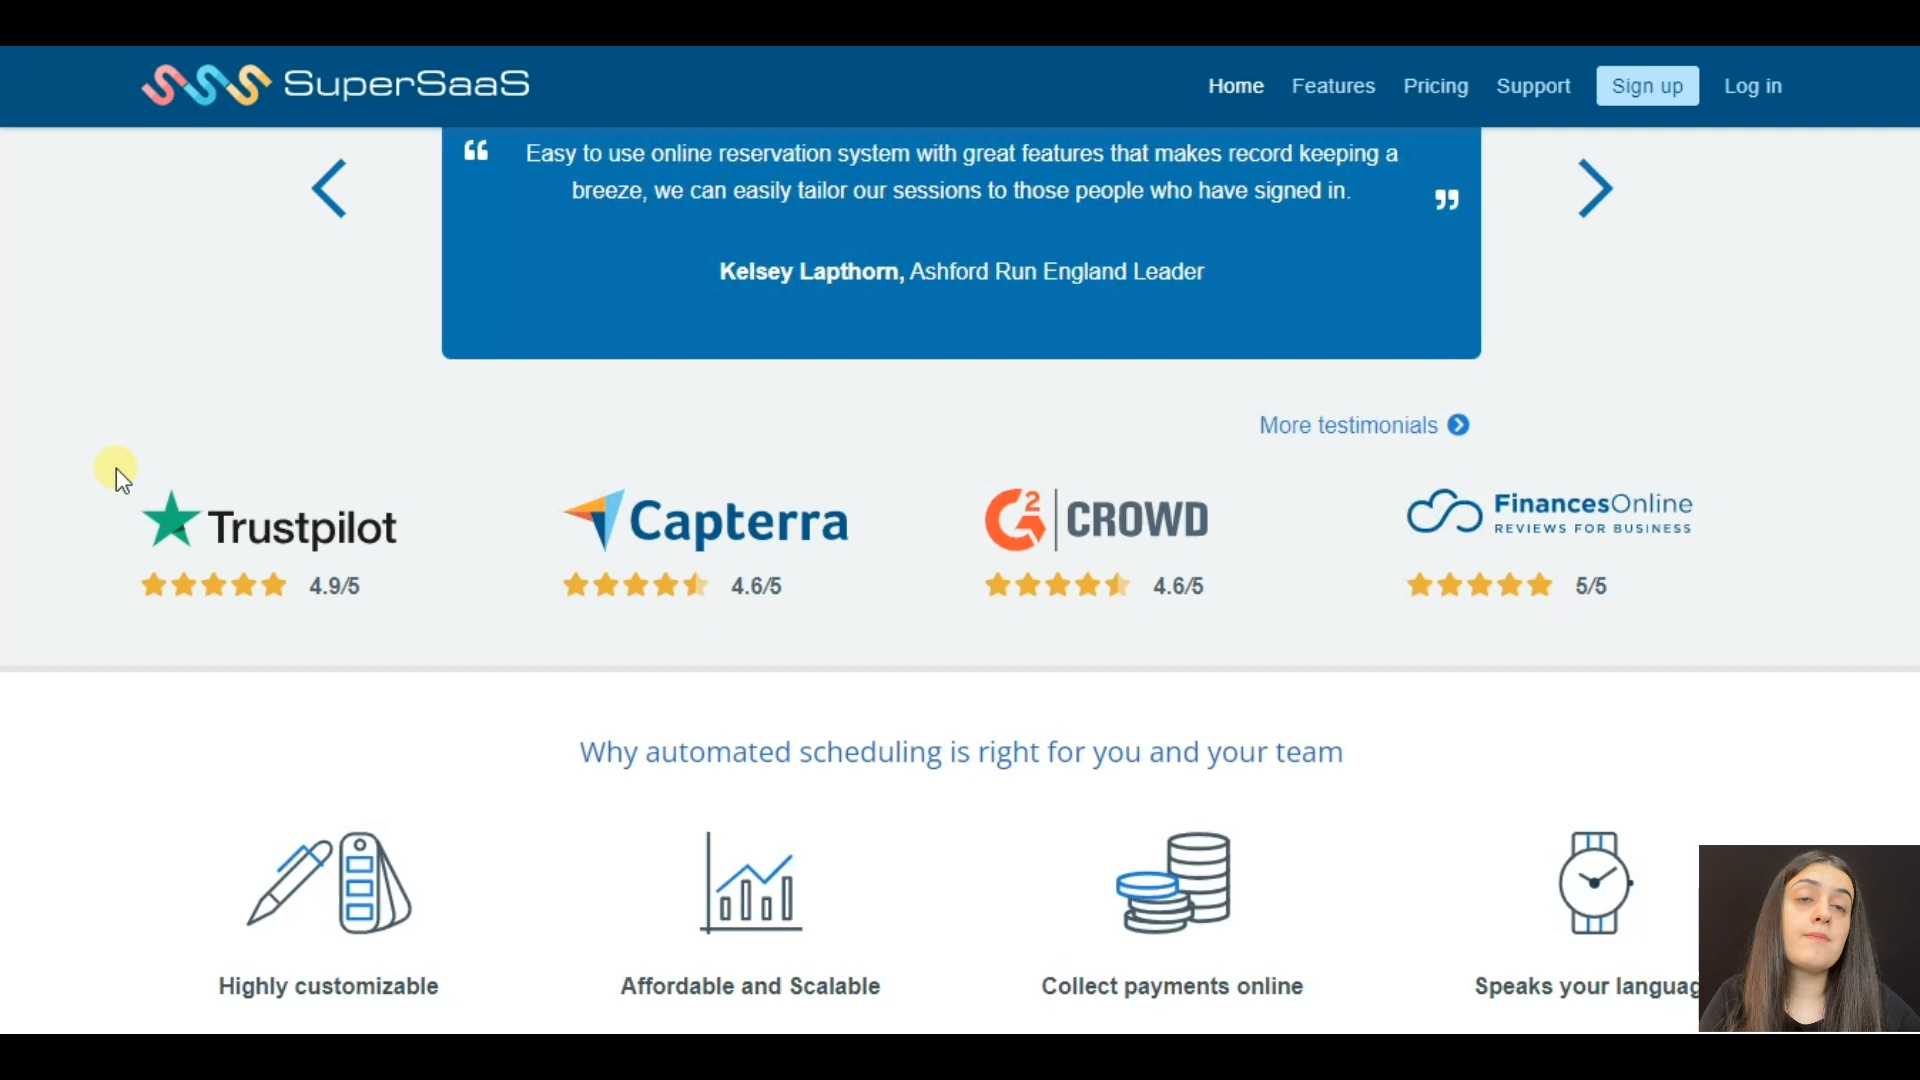 SuperSaaS
Home Features Pricing Support Sign up Log in
“ Easy to use online reservation system with great features that makes record keeping a
breeze, we can easily tailor our sessions to those people who have signed in. ”
Kelsey Lapthorn, Ashford Run England Leader
More testimonials
Trustpilot
4.9/5
Capterra
4.6/5
G2 CROWD
4.6/5
FinancesOnline
REVIEWS FOR BUSINESS
5/5
Why automated scheduling is right for you and your team
Highly customizable
Affordable and Scalable
Collect payments online
Speaks your languag